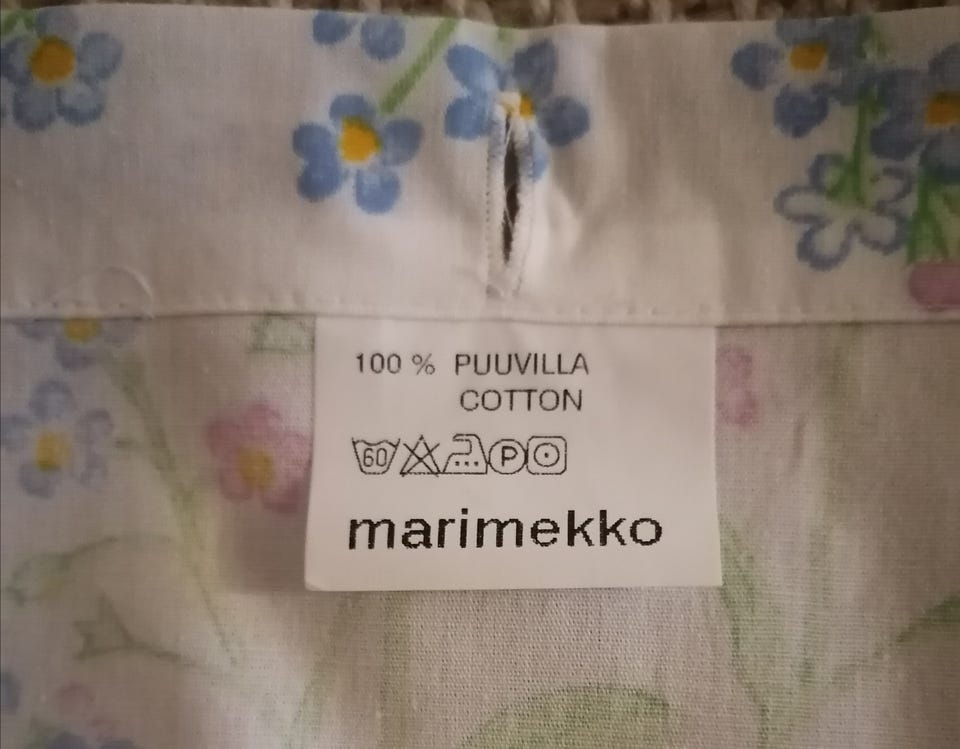 100 % PUUVILLA
COTTON
60 P
marimekko